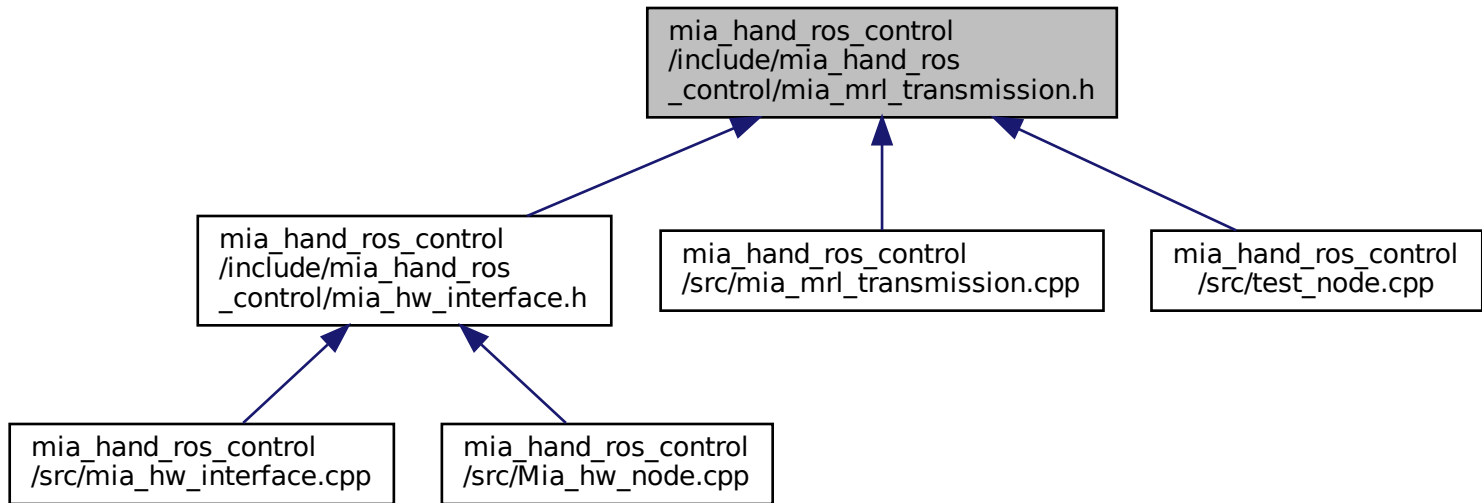 mia_hand_ros_control
/include/mia_hand_ros
_control/mia_mrl_transmission.h
mia_hand_ros_control
/include/mia_hand_ros
_control/mia_hw_interface.h
mia_hand_ros_control
/src/mia_mrl_transmission.cpp
mia_hand_ros_control
/src/test_node.cpp
mia_hand_ros_control
/src/mia_hw_interface.cpp
mia_hand_ros_control
/src/Mia_hw_node.cpp